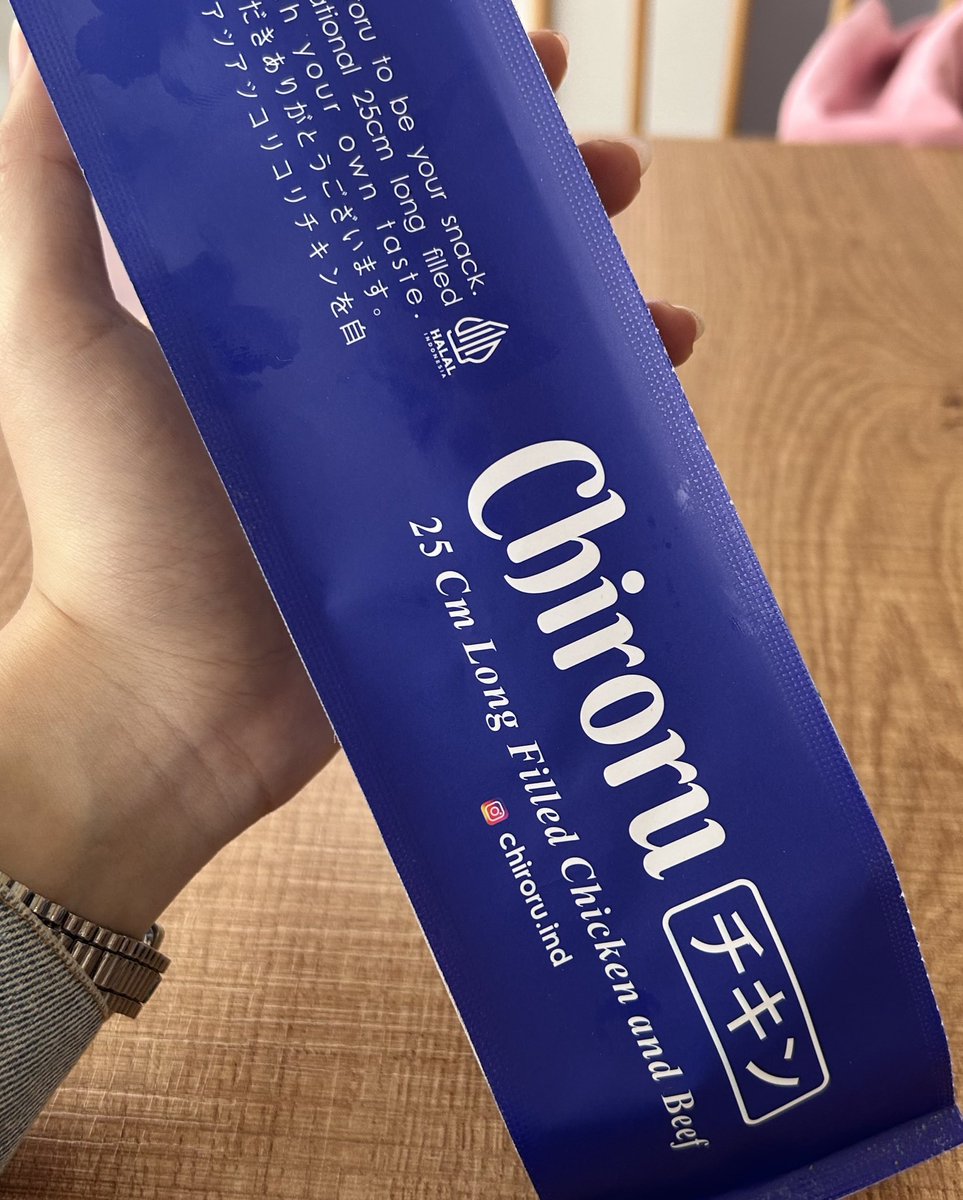 to be your snack.
25cm long filled
your own taste.
だきありがとうございます。
アツアツコリコリチキンを自
HALAL
INDONESIA
Chiroru
チキン
25 Cm Long Filled Chicken and Beef
chiroru.ind